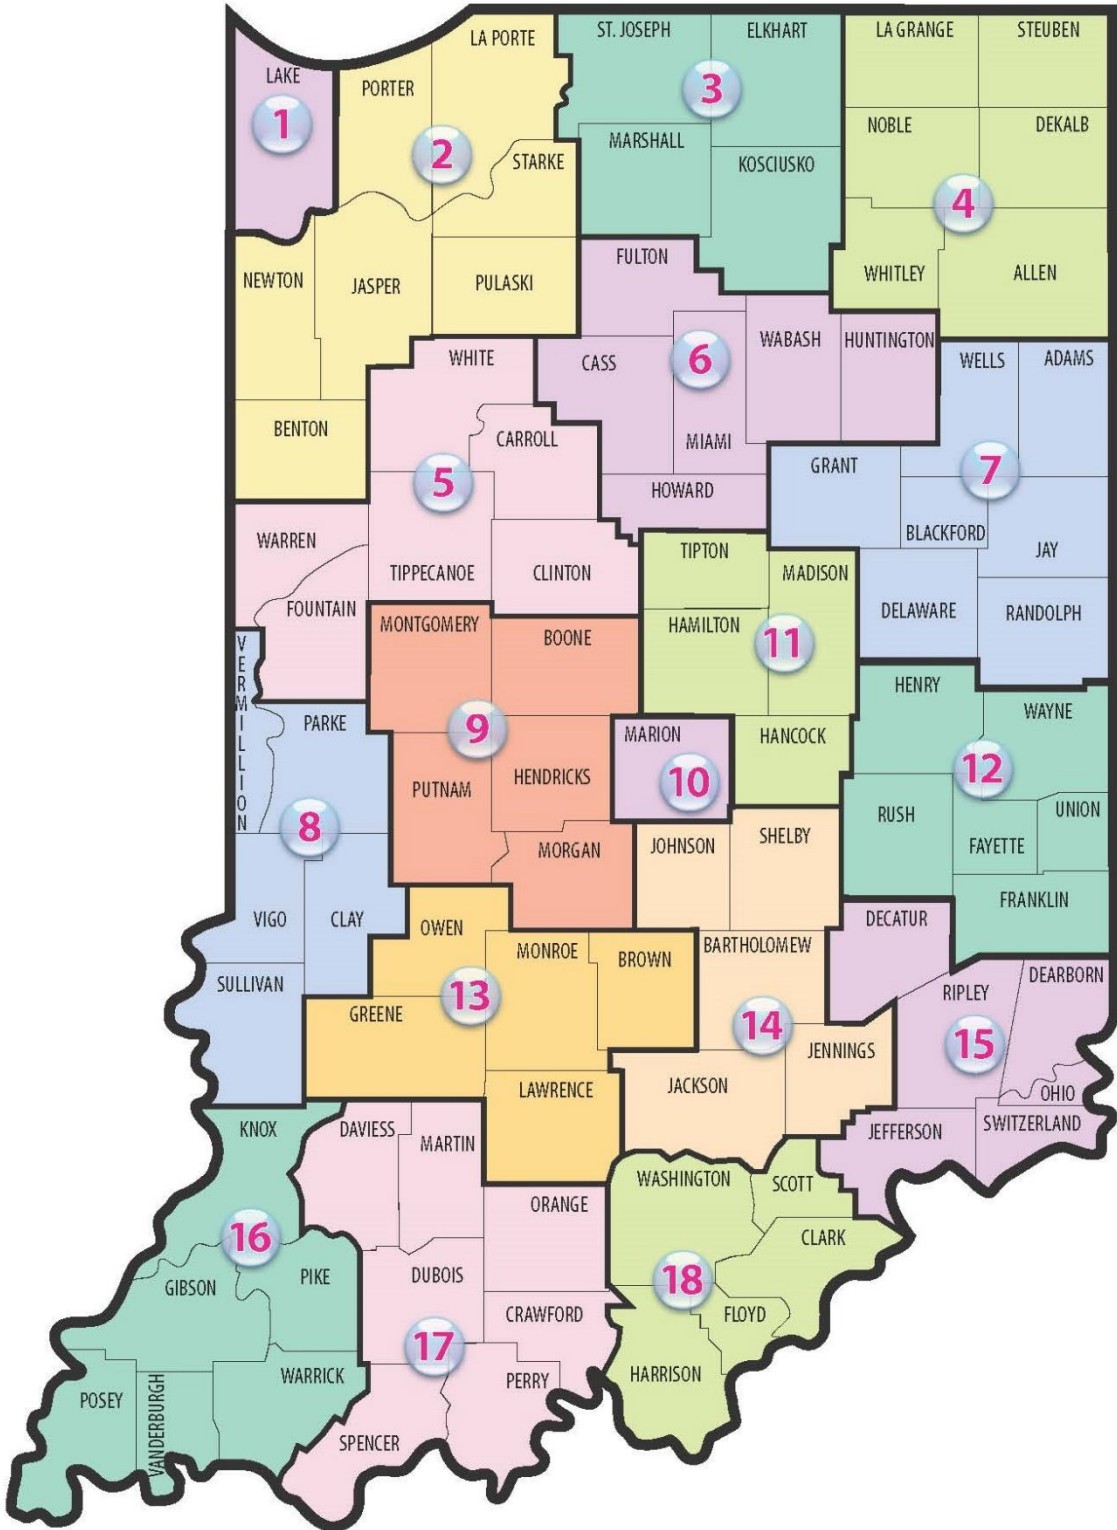 LAKE
1
PORTER
LA PORTE
2
STARKE
NEWTON
JASPER
PULASKI
BENTON
ST. JOSEPH
ELKHART
3
MARSHALL
KOSCIUSKO
LA GRANGE
STEUBEN
NOBLE
DEKALB
4
WHITLEY
ALLEN
WHITE
CARROLL
5
WARREN
TIPPECANOE
CLINTON
FOUNTAIN
FULTON
CASS
6
WABASH
HUNTINGTON
MIAMI
HOWARD
WELLS
ADAMS
GRANT
7
BLACKFORD
JAY
DELAWARE
RANDOLPH
VERMILLION
PARKE
8
VIGO
CLAY
SULLIVAN
MONTGOMERY
BOONE
9
PUTNAM
HENDRICKS
MORGAN
MARION
10
TIPTON
MADISON
HAMILTON
11
HANCOCK
HENRY
WAYNE
12
RUSH
FAYETTE
UNION
FRANKLIN
OWEN
MONROE
BROWN
13
GREENE
LAWRENCE
JOHNSON
SHELBY
BARTHOLOMEW
14
JENNINGS
JACKSON
DECATUR
RIPLEY
DEARBORN
15
OHIO
JEFFERSON
SWITZERLAND
KNOX
16
GIBSON
PIKE
POSEY
VANDERBURGH
WARRICK
DAVIESS
MARTIN
ORANGE
DUBOIS
CRAWFORD
17
PERRY
SPENCER
WASHINGTON
SCOTT
CLARK
18
FLOYD
HARRISON